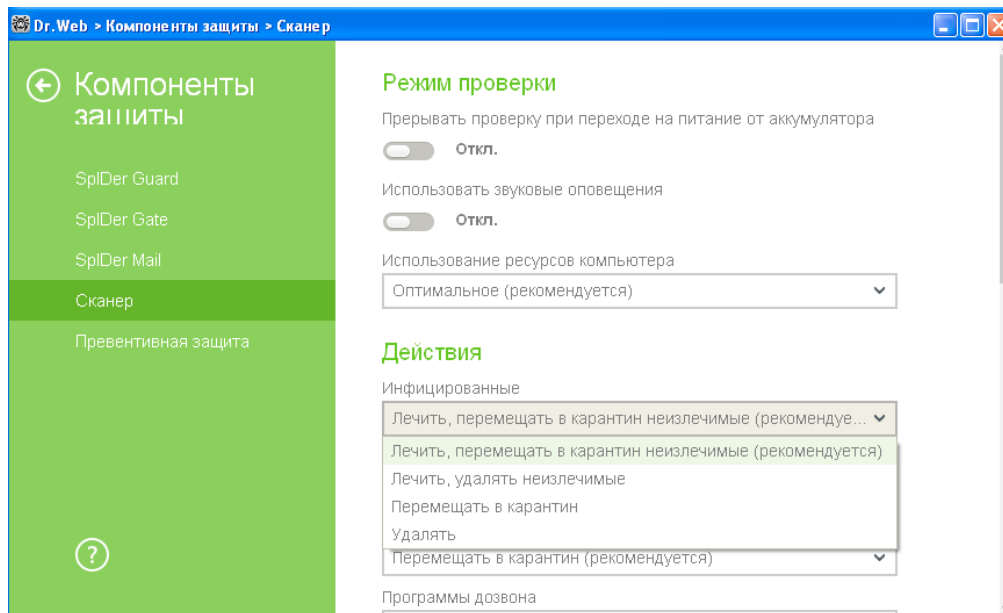 Dr.Web > Компоненты защиты > Сканер
Компоненты
защиты
SpIDer Guard
SpIDer Gate
SpIDer Mail
Сканер
Превентивная защита
?
Режим проверки
Прерывать проверку при переходе на питание от аккумулятора
Откл.
Использовать звуковые оповещения
Откл.
Использование ресурсов компьютера
Оптимальное (рекомендуется)
Действия
Инфицированные
Лечить, перемещать в карантин неизлечимые (рекомендуе...
Лечить, перемещать в карантин неизлечимые (рекомендуется)
Лечить, удалять неизлечимые
Перемещать в карантин
Удалять
Перемещать в карантин (рекомендуется)
Программы дозвона